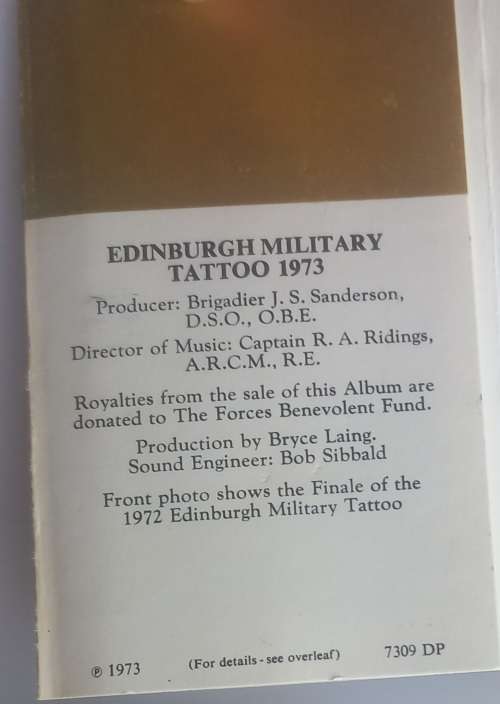 EDINBURGH MILITARY
TATTOO 1973
Producer: Brigadier J. S. Sanderson,
D.S.O., O.B.E.
Director of Music: Captain R. A. Ridings,
A.R.C.M., R.E.
Royalties from the sale of this Album are
donated to The Forces Benevolent Fund.
Production by Bryce Laing.
Sound Engineer: Bob Sibbald
Front photo shows the Finale of the
1972 Edinburgh Military Tattoo
℗ 1973 (For details - see overleaf) 7309 DP